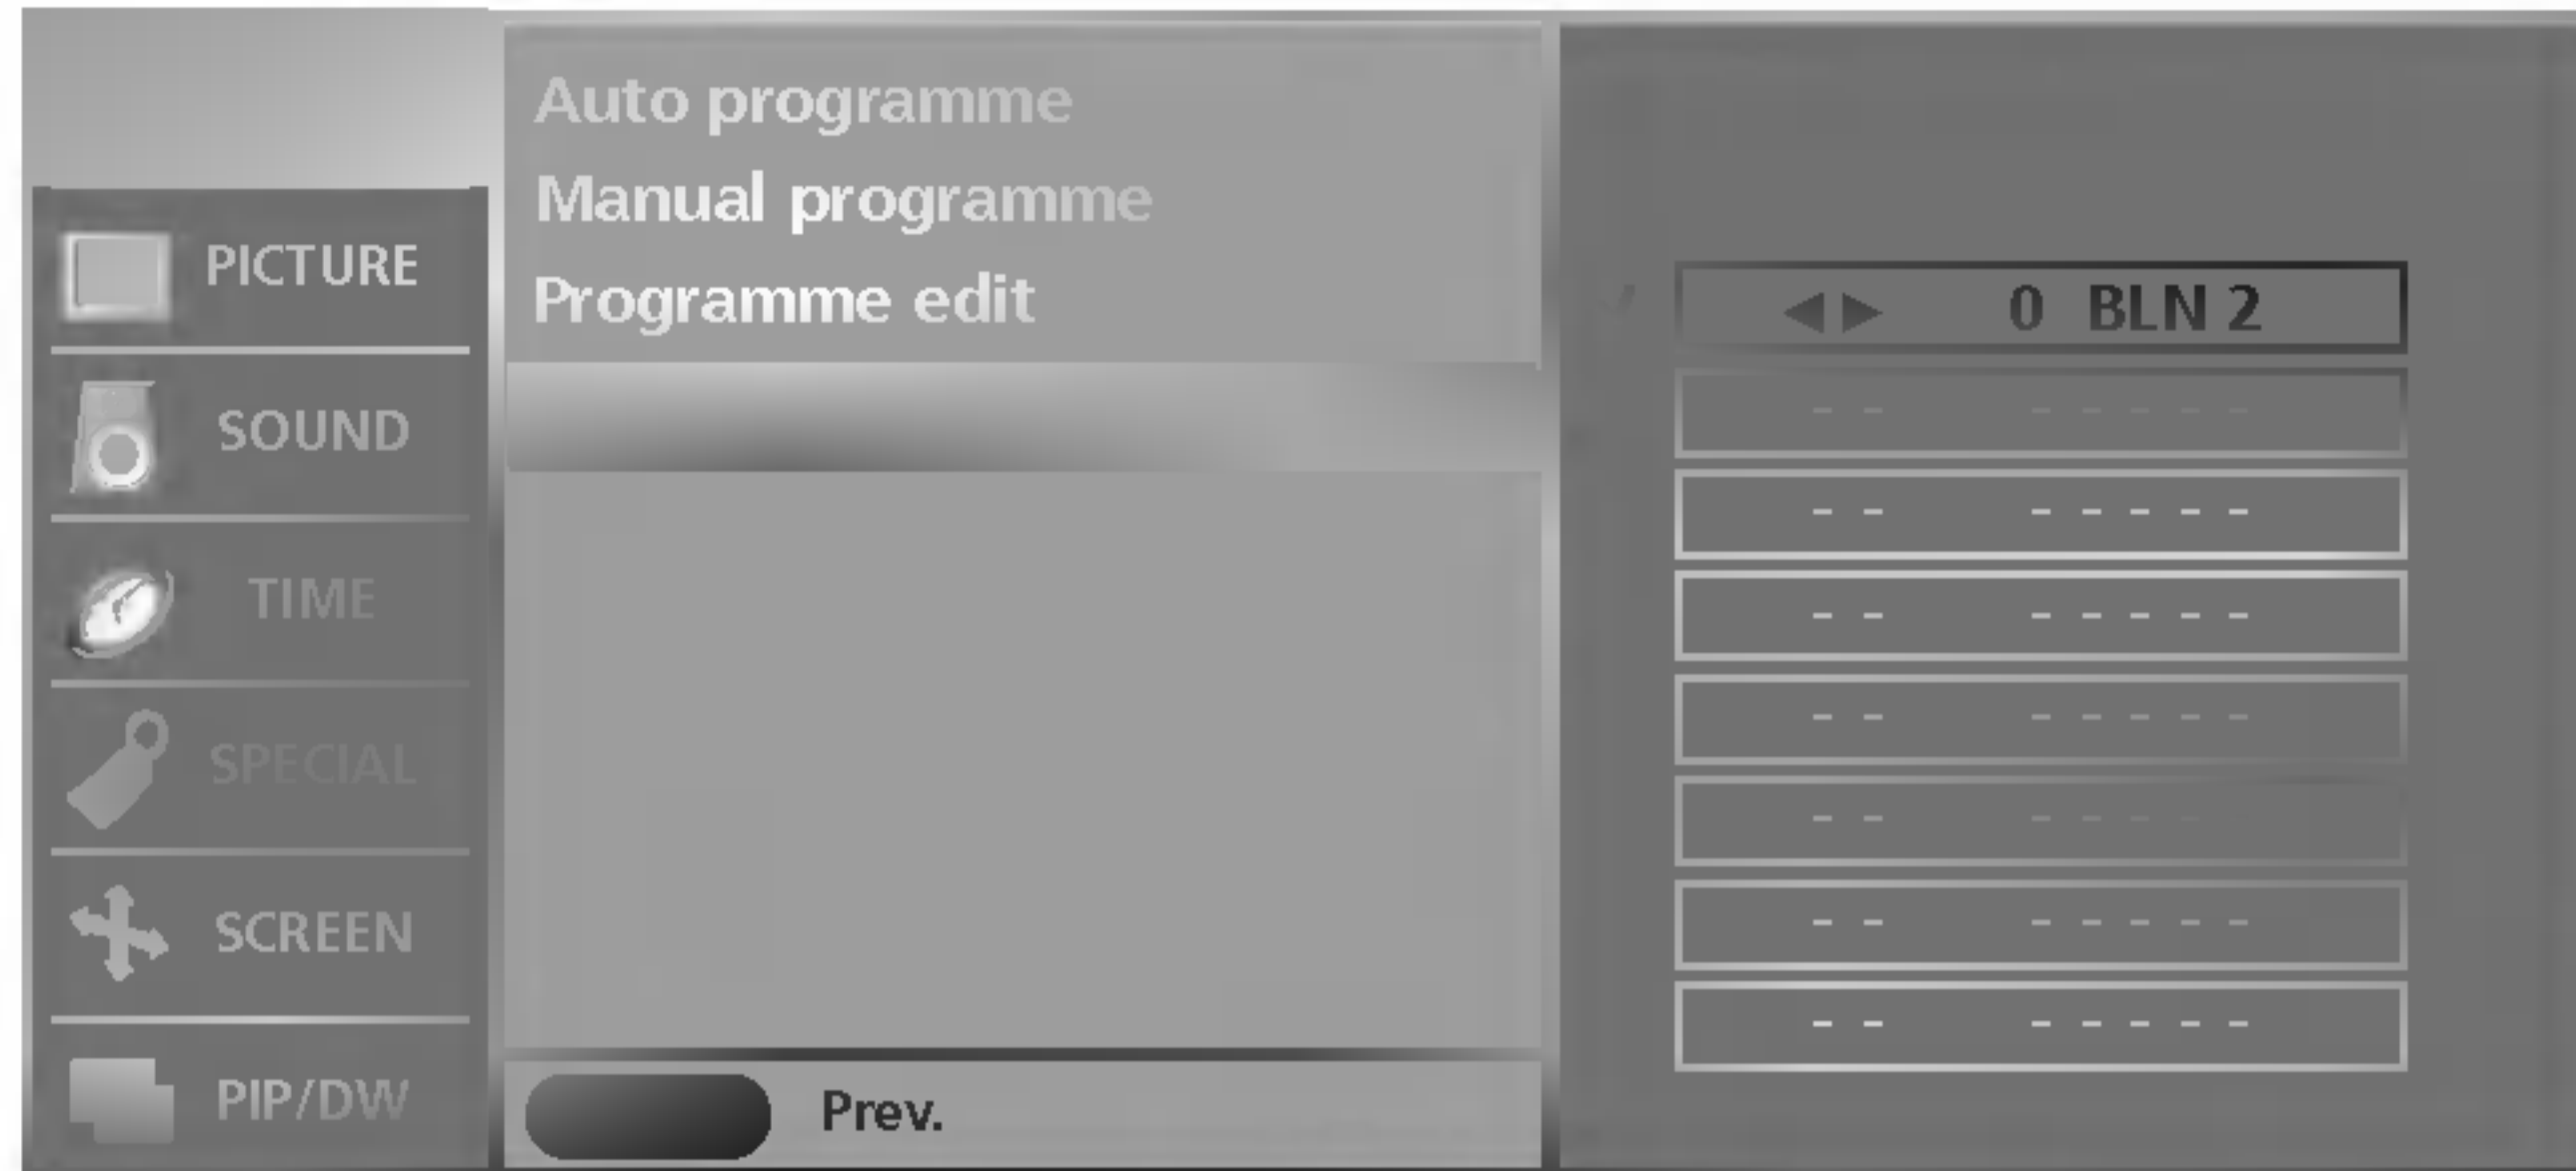 Auto programme
Manual programme
Programme edit
PICTURE
SOUND
TIME
SPECIAL
SCREEN
PIP/DW
Prev.
◀ ▶ 0 BLN 2
- - - - - - -
- - - - - - -
- - - - - - -
- - - - - - -
- - - - - - -
- - - - - - -
- - - - - - -